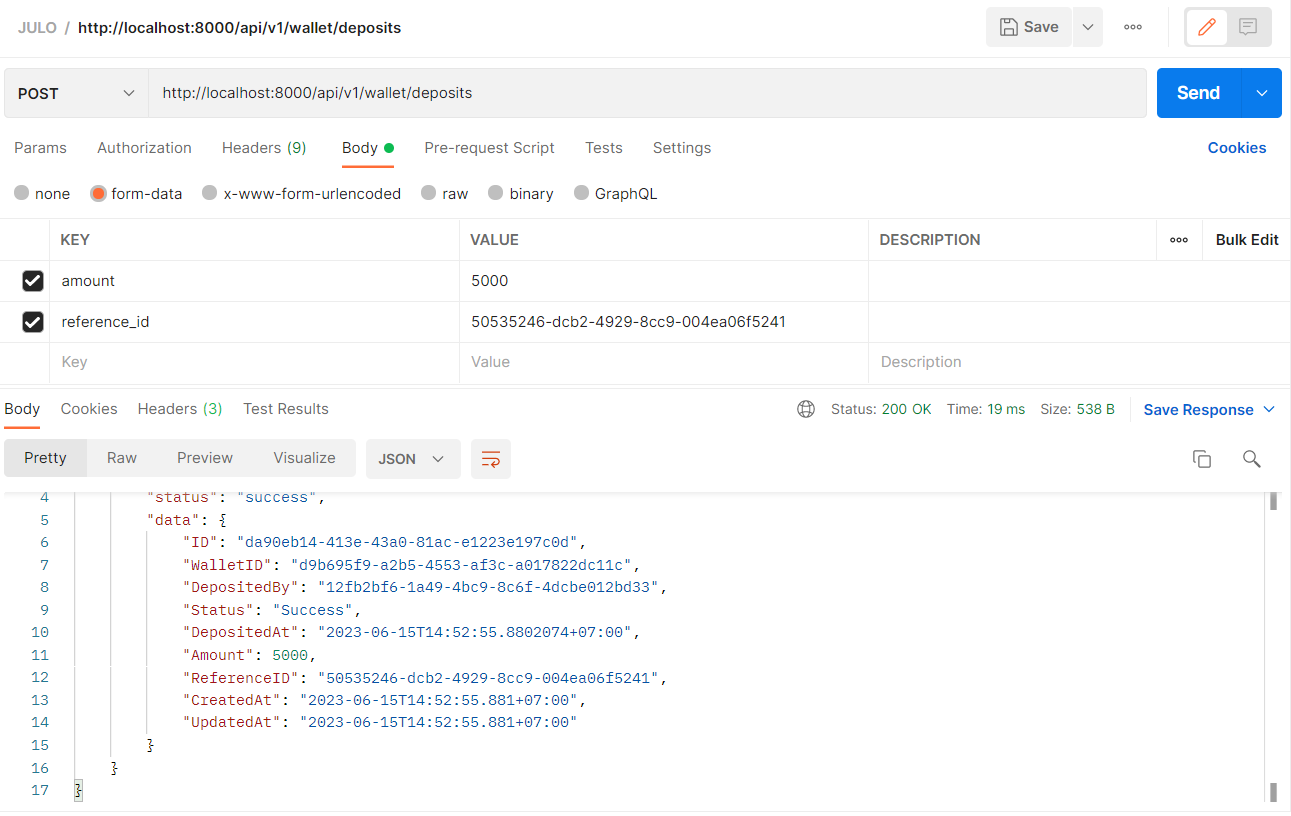 JULO / http://localhost:8000/api/v1/wallet/deposits Save
POST http://localhost:8000/api/v1/wallet/deposits Send
Params Authorization Headers (9) Body Pre-request Script Tests Settings Cookies
none form-data x-www-form-urlencoded raw binary GraphQL
KEY VALUE DESCRIPTION Bulk Edit
amount 5000
reference_id 50535246-dcb2-4929-8cc9-004ea06f5241
Key Value Description
Body Cookies Headers (3) Test Results Status: 200 OK Time: 19 ms Size: 538 B Save Response
Pretty Raw Preview Visualize JSON
4 "status": "success",
5 "data": {
6 "ID": "da90eb14-413e-43a0-81ac-e1223e197c0d",
7 "WalletID": "d9b695f9-a2b5-4553-af3c-a017822dc11c",
8 "DepositedBy": "12fb2bf6-1a49-4bc9-8c6f-4dcbe012bd33",
9 "Status": "Success",
10 "DepositedAt": "2023-06-15T14:52:55.8802074+07:00",
11 "Amount": 5000,
12 "ReferenceID": "50535246-dcb2-4929-8cc9-004ea06f5241",
13 "CreatedAt": "2023-06-15T14:52:55.881+07:00",
14 "UpdatedAt": "2023-06-15T14:52:55.881+07:00"
15 }
16 }
17 }